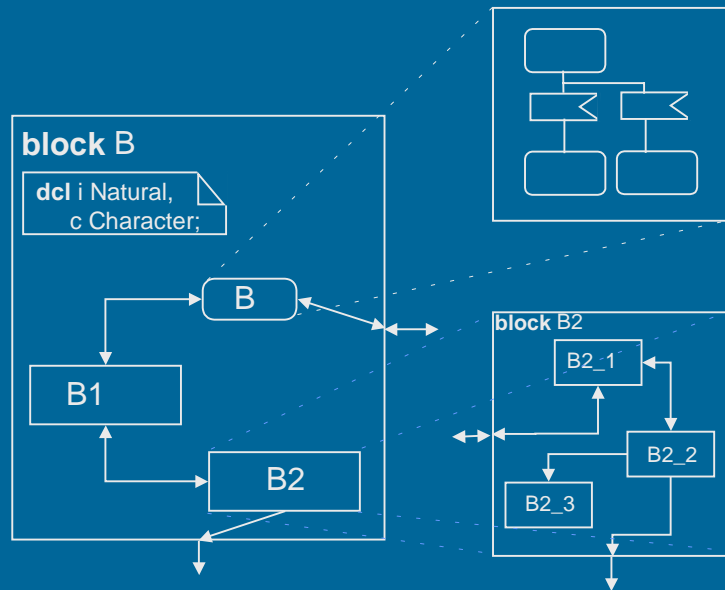 block B
dcl i Natural,
c Character;
B
B1
B2
block B2
B2_1
B2_2
B2_3